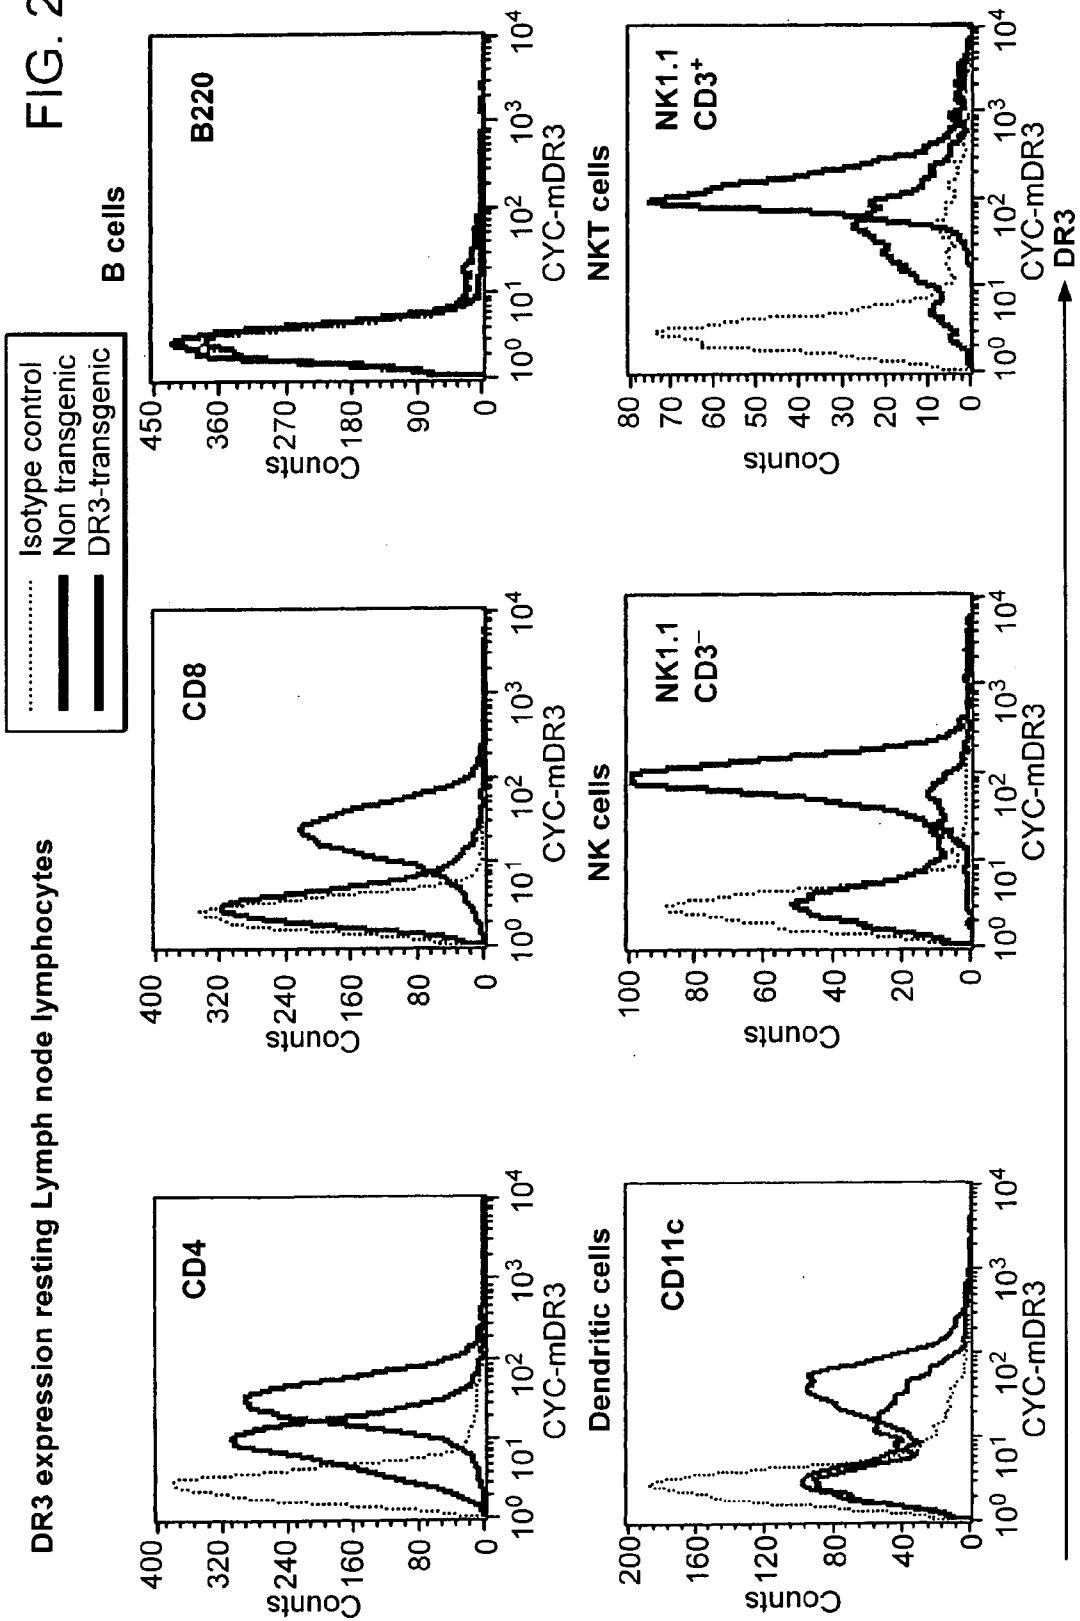 FIG. 2
DR3 expression resting Lymph node lymphocytes
Isotype control
Non transgenic
DR3-transgenic
CD4
Counts
400
320
240
160
80
0
10^0 10^1 10^2 10^3 10^4
CYC-mDR3
CD8
Counts
400
320
240
160
80
0
10^0 10^1 10^2 10^3 10^4
CYC-mDR3
B cells
B220
Counts
450
360
270
180
90
0
10^0 10^1 10^2 10^3 10^4
CYC-mDR3
Dendritic cells
CD11c
Counts
200
160
120
80
40
0
10^0 10^1 10^2 10^3 10^4
CYC-mDR3
NK cells
NK1.1
CD3⁻
Counts
100
80
60
40
20
0
10^0 10^1 10^2 10^3 10^4
CYC-mDR3
NKT cells
NK1.1
CD3⁺
Counts
80
70
60
50
40
30
20
10
0
10^0 10^1 10^2 10^3 10^4
CYC-mDR3
DR3